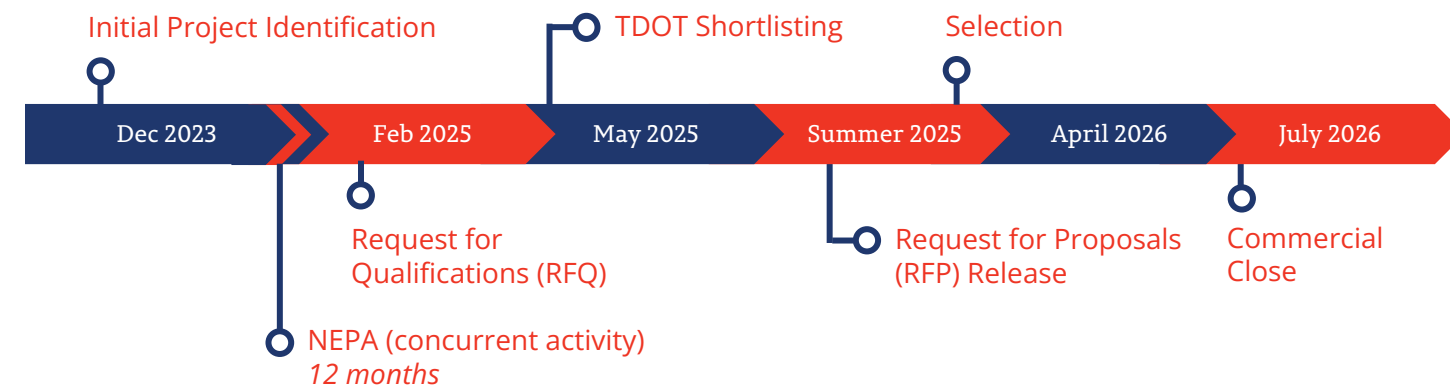 Initial Project Identification
TDOT Shortlisting
Selection
Dec 2023
Feb 2025
May 2025
Summer 2025
April 2026
July 2026
Request for
Qualifications (RFQ)
Request for Proposals
(RFP) Release
Commercial
Close
NEPA (concurrent activity)
12 months